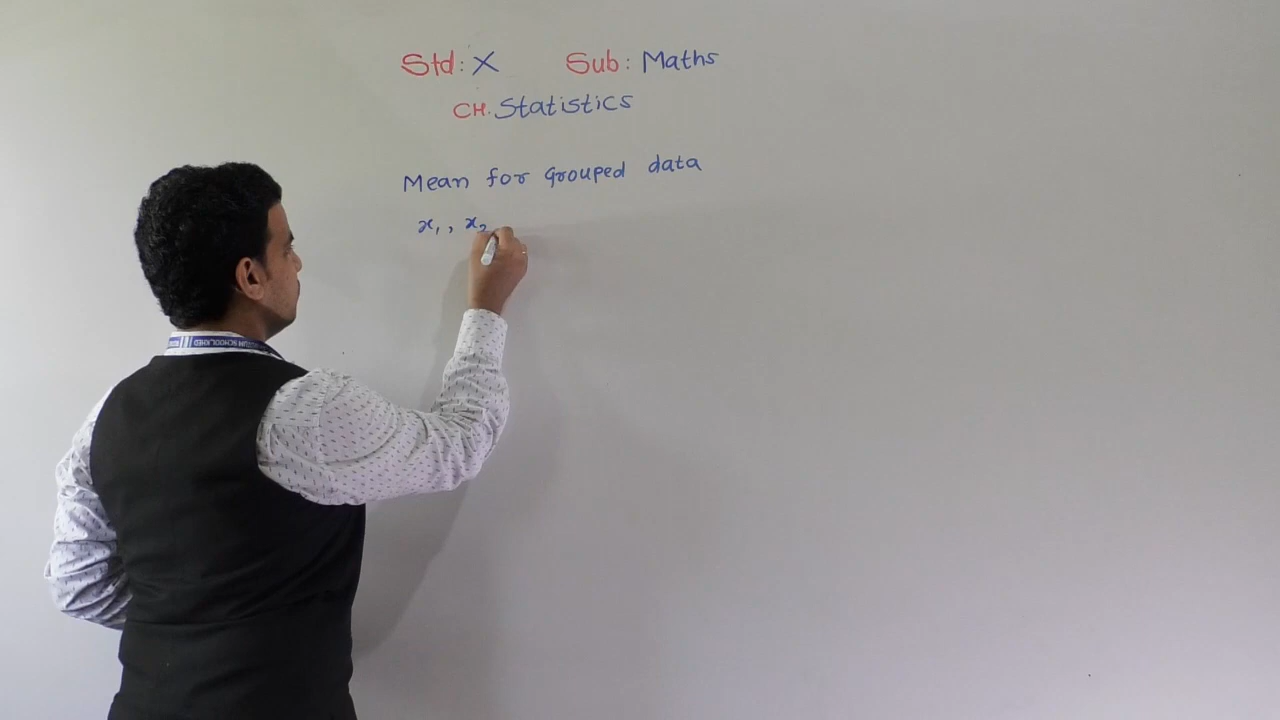 Std: X Sub: Maths
CH. Statistics
Mean for grouped data
x₁, x₂